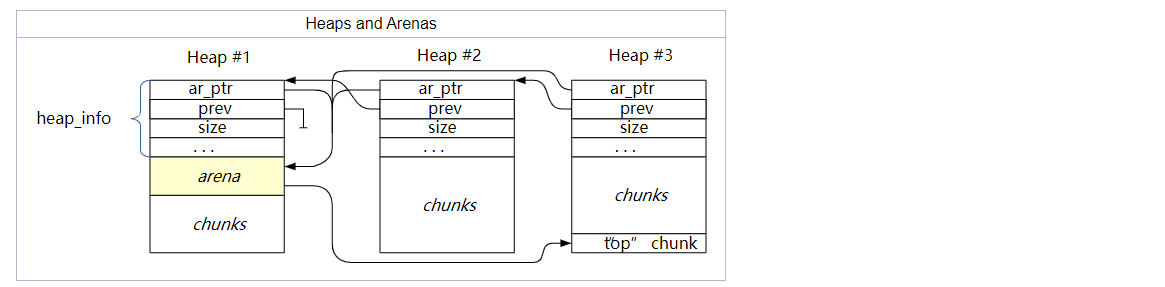 Heaps and Arenas
Heap #1
Heap #2
Heap #3
heap_info
ar_ptr
prev
size
...
arena
chunks
ar_ptr
prev
size
...
chunks
ar_ptr
prev
size
...
chunks
"top" chunk